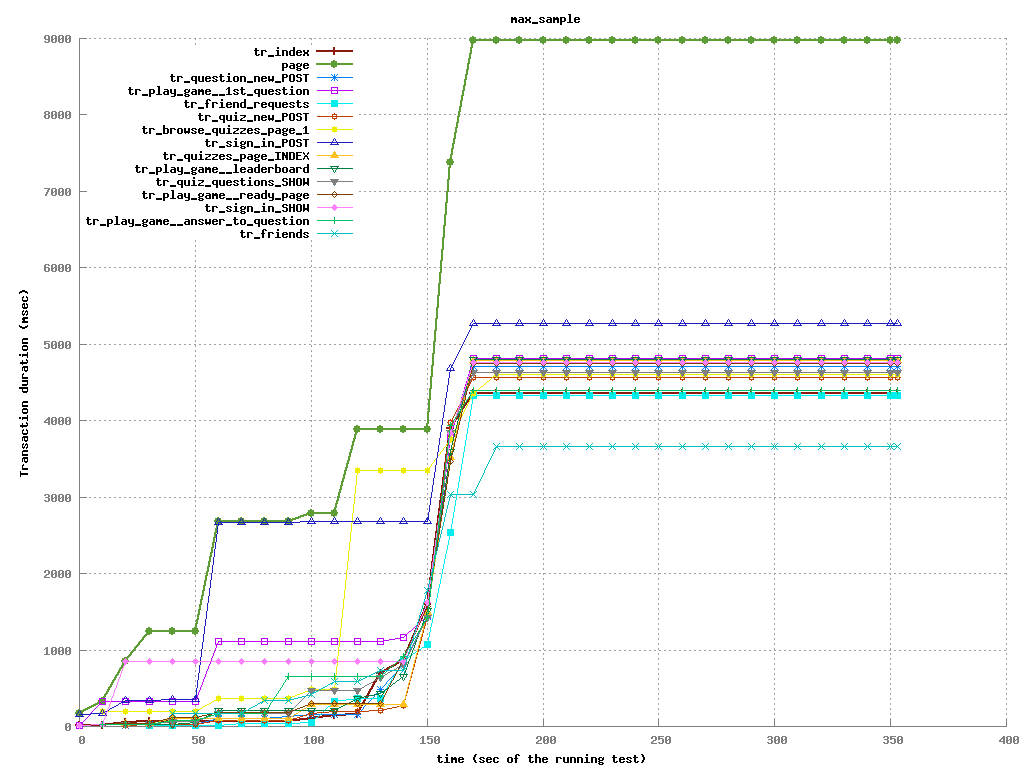 max_sample
9000
8000
7000
6000
5000
4000
3000
2000
1000
0
Transaction duration (msec)
tr_index
page
tr_question_new_POST
tr_play_game__1st_question
tr_friend_requests
tr_quiz_new_POST
tr_browse_quizzes_page_1
tr_sign_in_POST
tr_quizzes_page_INDEX
tr_play_game__leaderboard
tr_quiz_questions_SHOW
tr_play_game__ready_page
tr_sign_in_SHOW
tr_play_game__answer_to_question
tr_friends
0 50 100 150 200 250 300 350 400
time (sec of the running test)